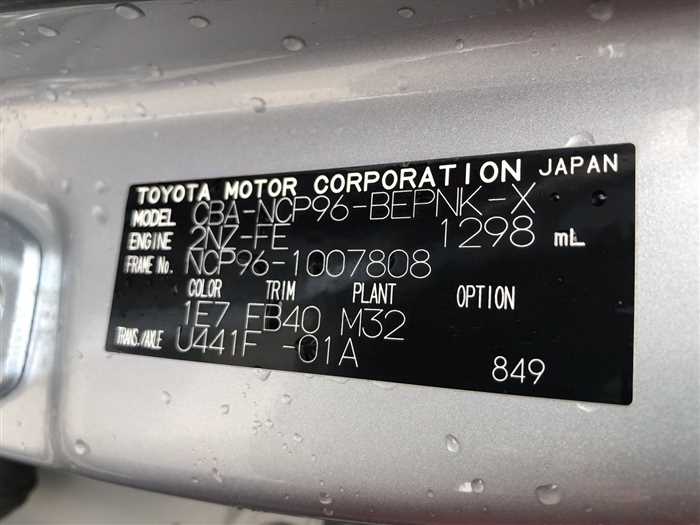 TOYOTA MOTOR CORPORATION JAPAN
MODEL CBA-NCP96-BEPNK-X
ENGINE 2NZ-FE 1298 mL
FRAME No. NCP96-1007808
COLOR TRIM PLANT OPTION
1E7 FB40 M32
TRANS./AXLE U441F -01A
849